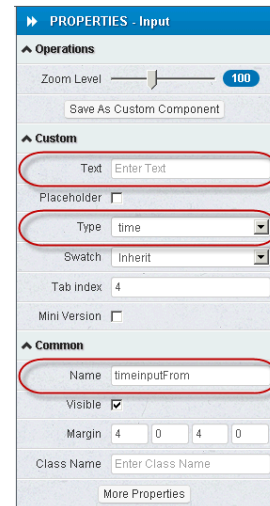 PROPERTIES - Input
Operations
Zoom Level 100
Save As Custom Component
Custom
Text Enter Text
Placeholder
Type time
Swatch Inherit
Tab index 4
Mini Version
Common
Name timeinputFrom
Visible
Margin 4 0 4 0
Class Name Enter Class Name
More Properties